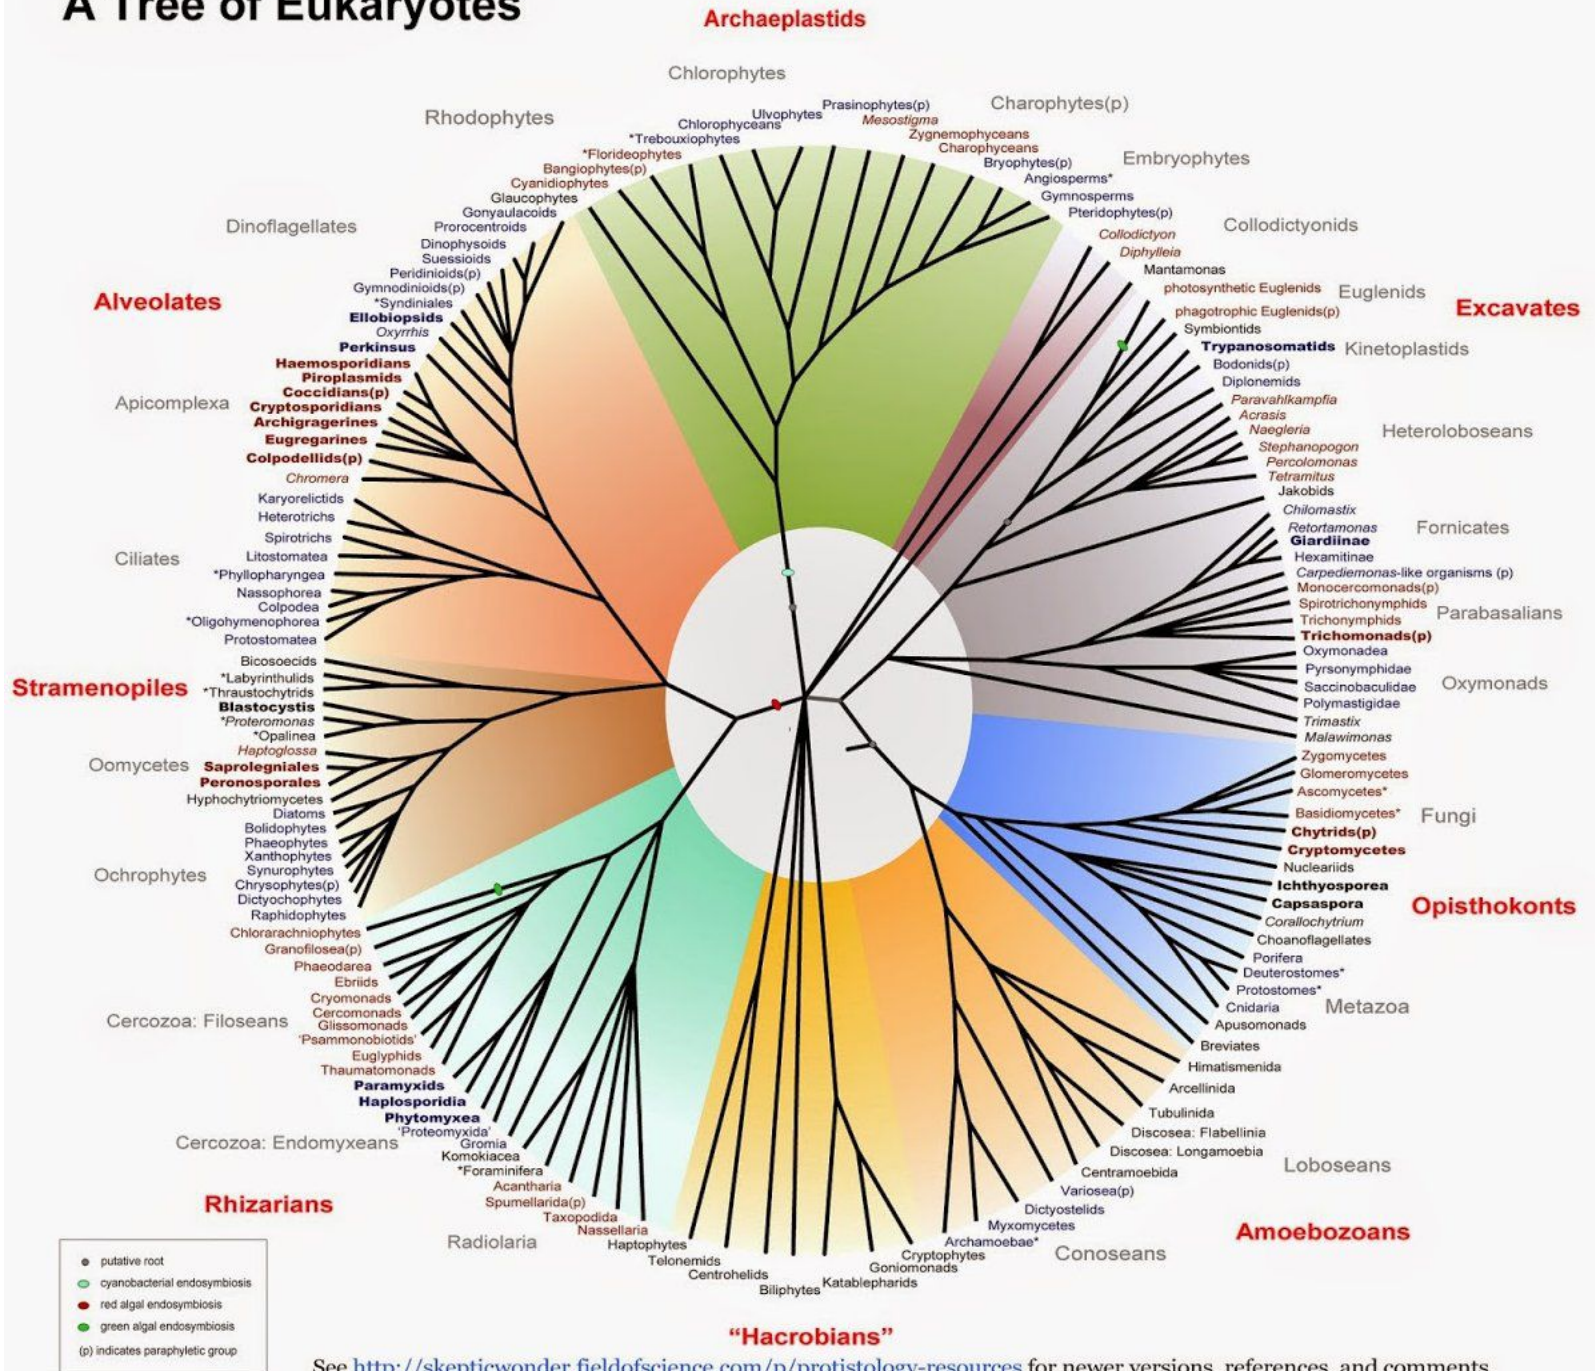 A Tree of Eukaryotes
Archaeplastids
Chlorophytes
Rhodophytes
Charophytes(p)
Embryophytes
Prasinophytes(p)
Ulvophytes
Mesostigma
Chlorophyceans
Zygnemophyceans
*Trebouxiophytes
Charophyceans
*Florideophytes
Bryophytes(p)
Bangiophytes(p)
Angiosperms*
Cyanidiophytes
Gymnosperms
Glaucophytes
Pteridophytes(p)
Dinoflagellates
Gonyaulacoids
Prorocentroids
Dinophysoids
Suessioids
Peridinioids(p)
Gymnodinioids(p)
*Syndiniales
Ellobiopsids
Oxyrrhis
Perkinsus
Alveolates
Apicomplexa
Haemosporidians
Piroplasmids
Coccidians(p)
Cryptosporidians
Archigragerines
Eugregarines
Colpodellids(p)
Chromera
Ciliates
Karyorelictids
Heterotrichs
Spirotrichs
Litostomatea
*Phyllopharyngea
Nassophorea
Colpodea
*Oligohymenophorea
Protostomatea
Stramenopiles
Bicosoecids
*Labyrinthulids
*Thraustochytrids
Blastocystis
*Proteromonas
*Opalinea
Oomycetes
Haptoglossa
Saprolegniales
Peronosporales
Hyphochytriomycetes
Ochrophytes
Diatoms
Bolidophytes
Phaeophytes
Xanthophytes
Synurophytes
Chrysophytes(p)
Dictyochophytes
Raphidophytes
Chlorarachniophytes
Granofilosea(p)
Phaeodarea
Ebriids
Cryomonads
Cercomonads
Glissomonads
'Psammonobiotids'
Euglyphids
Thaumatomonads
Cercozoa: Filoseans
Paramyxids
Haplosporidia
Phytomyxea
'Proteomyxida'
Gromia
Cercozoa: Endomyxeans
Komokiacea
*Foraminifera
Acantharia
Spumellarida(p)
Taxopodida
Nassellaria
Rhizarians
Radiolaria
Haptophytes
Telonemids
Centrohelids
Biliphytes
Katablepharids
Goniomonads
Cryptophytes
"Hacrobians"
Collodictyonids
Collodictyon
Diphylleia
Mantamonas
photosynthetic Euglenids
Euglenids
phagotrophic Euglenids(p)
Excavates
Symbiontids
Trypanosomatids
Kinetoplastids
Bodonids(p)
Diplonemids
Paravahlkampfia
Acrasis
Naegleria
Heteroloboseans
Stephanopogon
Percolomonas
Tetramitus
Jakobids
Chilomastix
Retortamonas
Fornicates
Giardiinae
Hexamitinae
Carpediemonas-like organisms (p)
Monocercomonads(p)
Spirotrichonymphids
Parabasalians
Trichonymphids
Trichomonads(p)
Oxymonadea
Pyrsonymphidae
Saccinobaculidae
Oxymonads
Polymastigidae
Trimastix
Malawimonas
Zygomycetes
Glomeromycetes
Ascomycetes*
Basidiomycetes*
Fungi
Chytrids(p)
Cryptomycetes
Nucleariids
Ichthyosporea
Capsaspora
Opisthokonts
Corallochytrium
Choanoflagellates
Porifera
Deuterostomes*
Protostomes*
Metazoa
Cnidaria
Apusomonads
Breviates
Himatismenida
Arcellinida
Tubulinida
Discosea: Flabellinia
Discosea: Longamoebia
Loboseans
Centramoebida
Variosea(p)
Dictyostelids
Myxomycetes
Archamoebae*
Amoebozoans
Conoseans
putative root
cyanobacterial endosymbiosis
red algal endosymbiosis
green algal endosymbiosis
(p) indicates paraphyletic group
See http://skepticwonder.fieldofscience.com/p/protistology-resources for newer versions, references, and comments